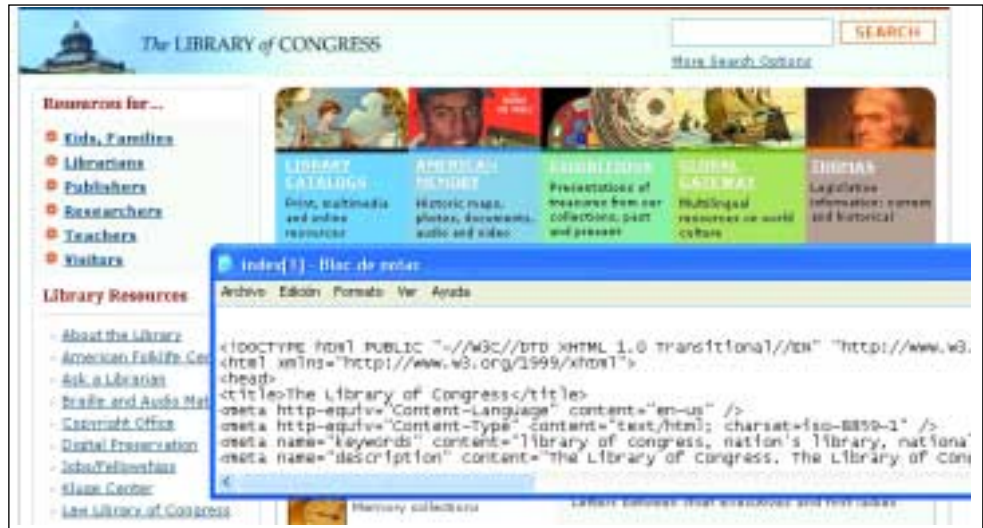 The LIBRARY of CONGRESS
SEARCH
More Search Options
Resources for...
Kids, Families
Librarians
Publishers
Researchers
Teachers
Visitors
Library Resources
About the Library
American Folklife Cen
Ask a Librarian
Braille and Audio Mat
Copyright Office
Digital Preservation
Jobs/Fellowships
Kluge Center
Law Library of Congress
LIBRARY
CATALOGS
Print, multimedia
and online
resources
AMERICAN
MEMORY
Historic maps,
photos, documents,
audio and video
EXHIBITIONS
Presentations of
treasures from our
collections, past
and present
GLOBAL
GATEWAY
Multilingual
resources on world
culture
THOMAS
Legislative
information: current
and historical
index[1] - Bloc de notas
Archivo Edición Formato Ver Ayuda
<!DOCTYPE html PUBLIC "-//W3C//DTD XHTML 1.0 Transitional//EN" "http://www.w3.
<html xmlns="http://www.w3.org/1999/xhtml">
<head>
<title>The Library of Congress</title>
<meta http-equiv="Content-Language" content="en-us" />
<meta http-equiv="Content-Type" content="text/html; charset=iso-8859-1" />
<meta name="keywords" content="library of congress, nation's library, national
<meta name="description" content="The Library of Congress. The Library of Con
Memory collections
Letters between chief executives and first ladies